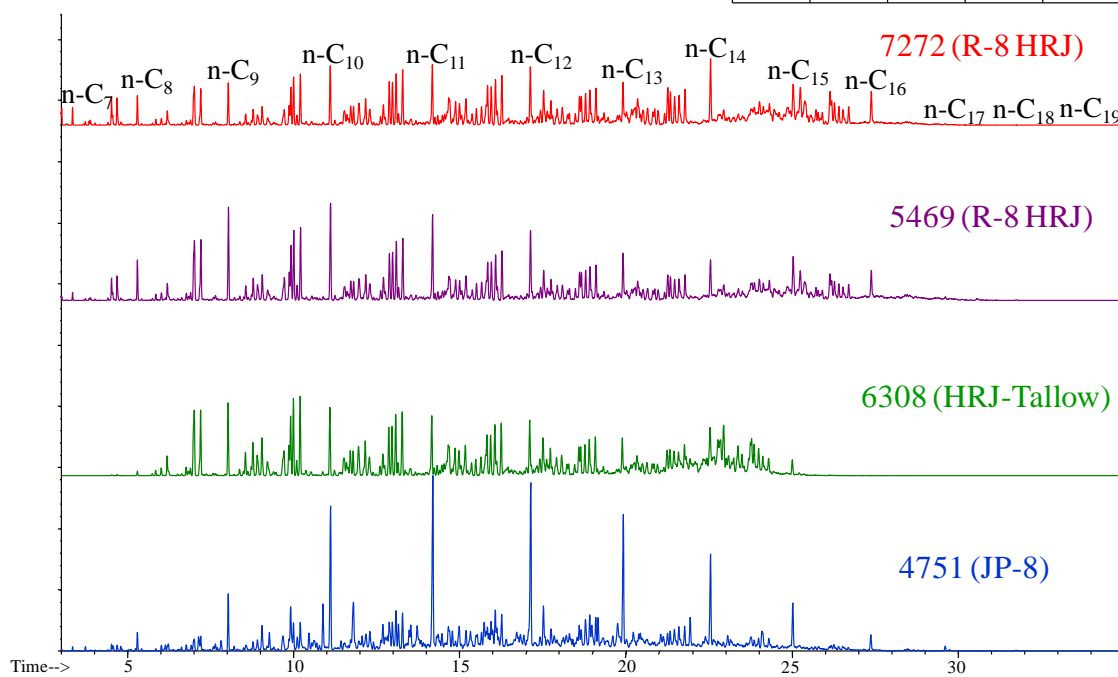 7272 (R-8 HRJ)
n-C7 n-C8 n-C9 n-C10 n-C11 n-C12 n-C13 n-C14 n-C15 n-C16 n-C17 n-C18 n-C19
5469 (R-8 HRJ)
6308 (HRJ-Tallow)
4751 (JP-8)
Time--> 5 10 15 20 25 30